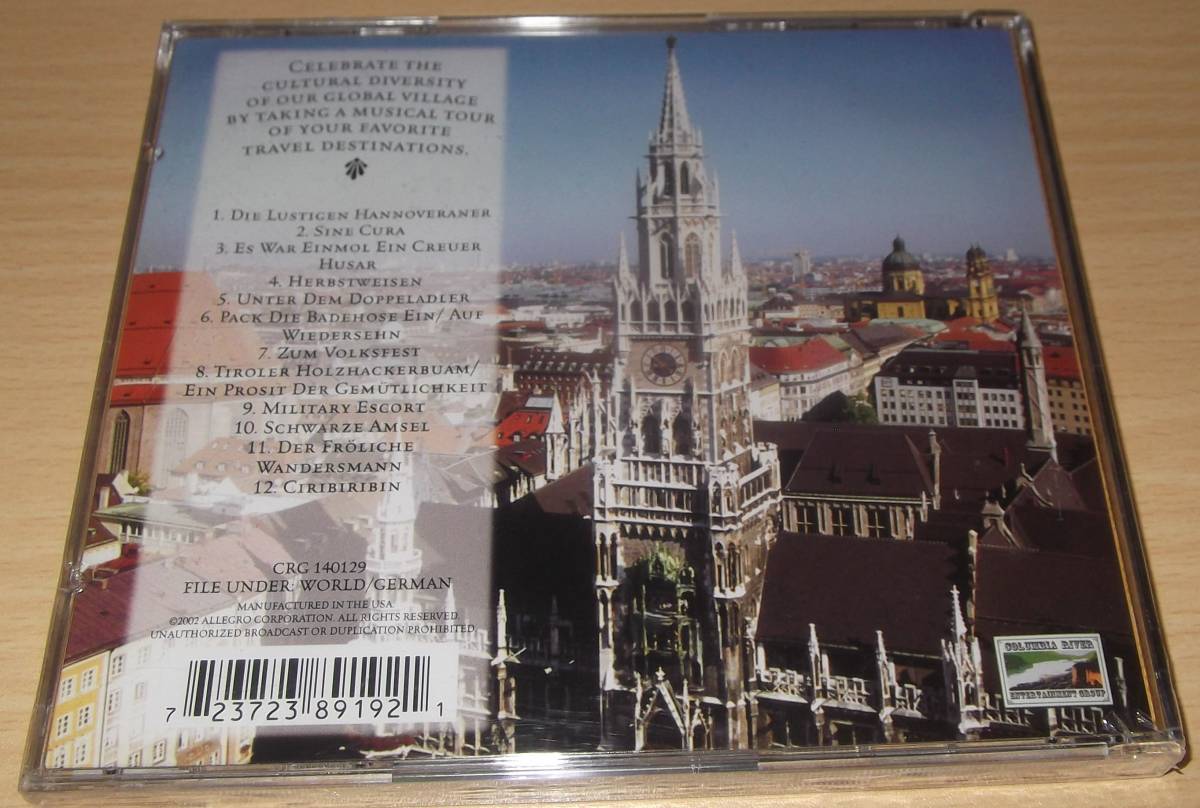 CELEBRATE THE
CULTURAL DIVERSITY
OF OUR GLOBAL VILLAGE
BY TAKING A MUSICAL TOUR
OF YOUR FAVORITE
TRAVEL DESTINATIONS.
1. DIE LUSTIGEN HANNOVERANER
2. SINE CURA
3. ES WAR EINMOL EIN CREUER
HUSAR
4. HERBSTWEISEN
5. UNTER DEM DOPPELADLER
6. PACK DIE BADEHOSE EIN/ AUF
WIEDERSEHN
7. ZUM VOLKSFEST
8. TIROLER HOLZHACKERBUAM/
EIN PROSIT DER GEMÜTLICHKEIT
9. MILITARY ESCORT
10. SCHWARZE AMSEL
11. DER FRÖLICHE
WANDERSMANN
12. CIRIBIRIBIN
CRG 140129
FILE UNDER: WORLD/GERMAN
MANUFACTURED IN THE USA
©2002 ALLEGRO CORPORATION. ALL RIGHTS RESERVED.
UNAUTHORIZED BROADCAST OR DUPLICATION PROHIBITED.
7 23723 89192 1
COLUMBIA RIVER
ENTERTAINMENT GROUP